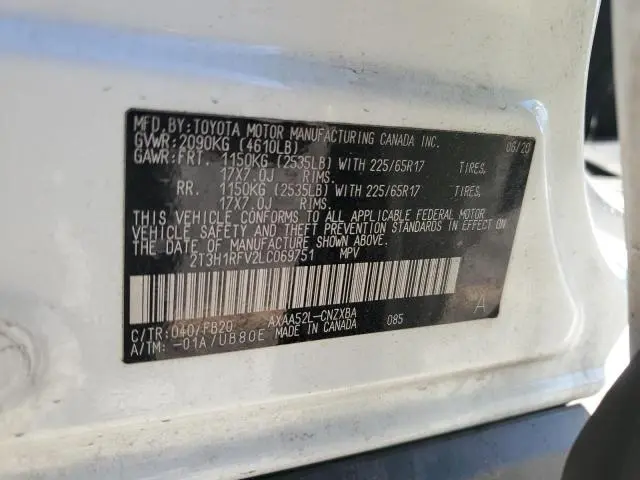 MFD.BY:TOYOTA MOTOR MANUFACTURING CANADA INC. 06/20
GVWR:2090KG (4610LB)
GAWR:FRT. 1150KG (2535LB) WITH 225/65R17 TIRES,
17X7.0J RIMS.
RR. 1150KG (2535LB) WITH 225/65R17 TIRES,
17X7.0J RIMS
THIS VEHICLE CONFORMS TO ALL APPLICABLE FEDERAL MOTOR
VEHICLE SAFETY AND THEFT PREVENTION STANDARDS IN EFFECT ON
THE DATE OF MANUFACTURE SHOWN ABOVE.
2T3H1RFV2LC069751 MPV
C/TR:040/FB20 AXAA52L-CNZXBA 085
A/TM:-01A/UB80E MADE IN CANADA
A